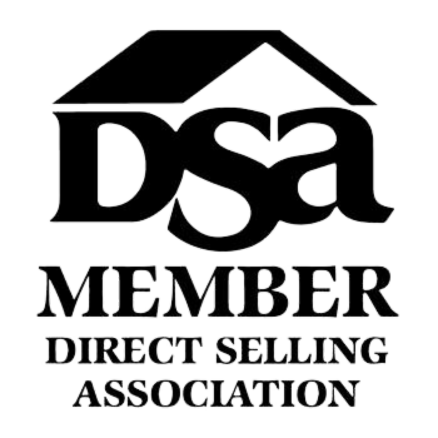 DSa
MEMBER
DIRECT SELLING
ASSOCIATION